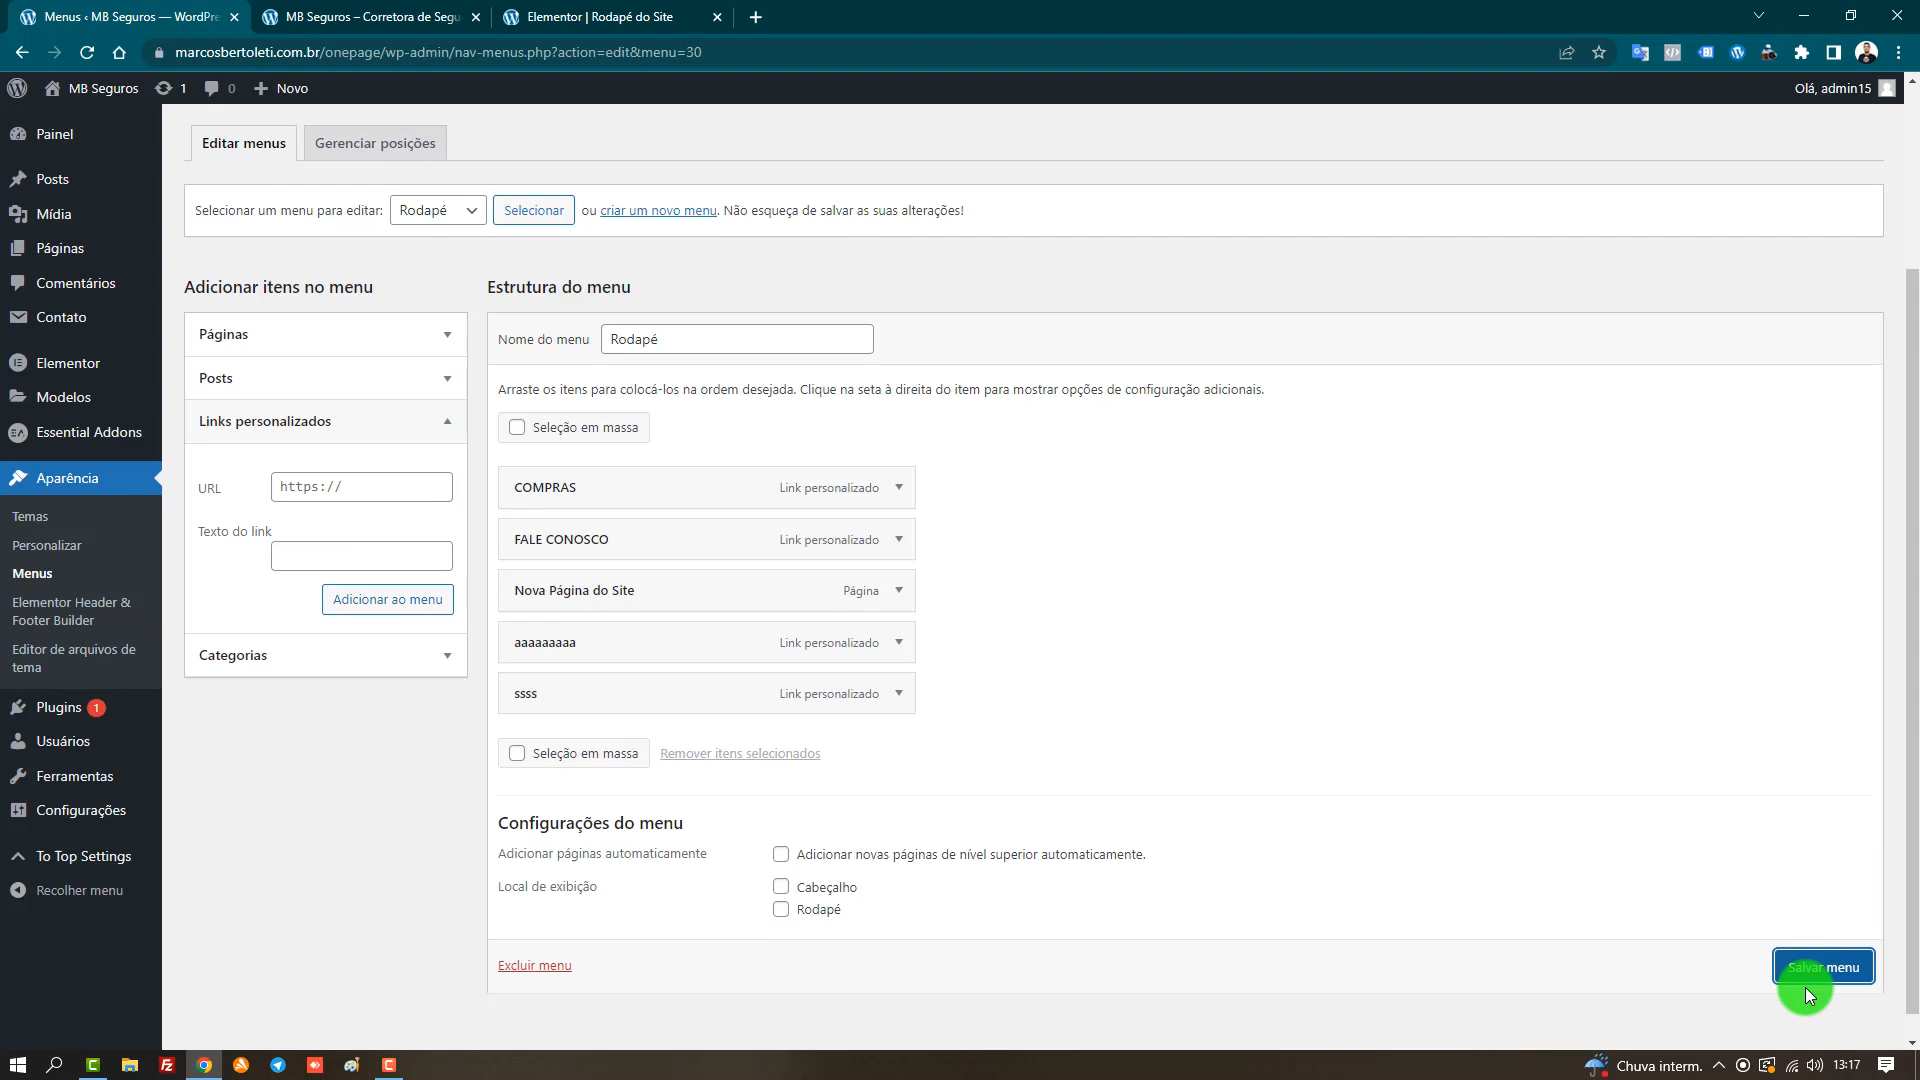 Menus ‹ MB Seguros — WordPre
MB Seguros – Corretora de Segu
Elementor | Rodapé do Site
marcosbertoleti.com.br/onepage/wp-admin/nav-menus.php?action=edit&menu=30
MB Seguros
1
0
Novo
Olá, admin15
Painel
Posts
Mídia
Páginas
Comentários
Contato
Elementor
Modelos
Essential Addons
Aparência
Temas
Personalizar
Menus
Elementor Header &
Footer Builder
Editor de arquivos de
tema
Plugins 1
Usuários
Ferramentas
Configurações
To Top Settings
Recolher menu
Editar menus
Gerenciar posições
Selecionar um menu para editar: Rodapé Selecionar ou criar um novo menu. Não esqueça de salvar as suas alterações!
Adicionar itens no menu
Páginas
Posts
Links personalizados
URL
https://
Texto do link
Adicionar ao menu
Categorias
Estrutura do menu
Nome do menu Rodapé
Arraste os itens para colocá-los na ordem desejada. Clique na seta à direita do item para mostrar opções de configuração adicionais.
Seleção em massa
COMPRAS Link personalizado
FALE CONOSCO Link personalizado
Nova Página do Site Página
aaaaaaaaa Link personalizado
ssss Link personalizado
Seleção em massa Remover itens selecionados
Configurações do menu
Adicionar páginas automaticamente Adicionar novas páginas de nível superior automaticamente.
Local de exibição Cabeçalho
Rodapé
Excluir menu
Salvar menu
Chuva interm.
13:17